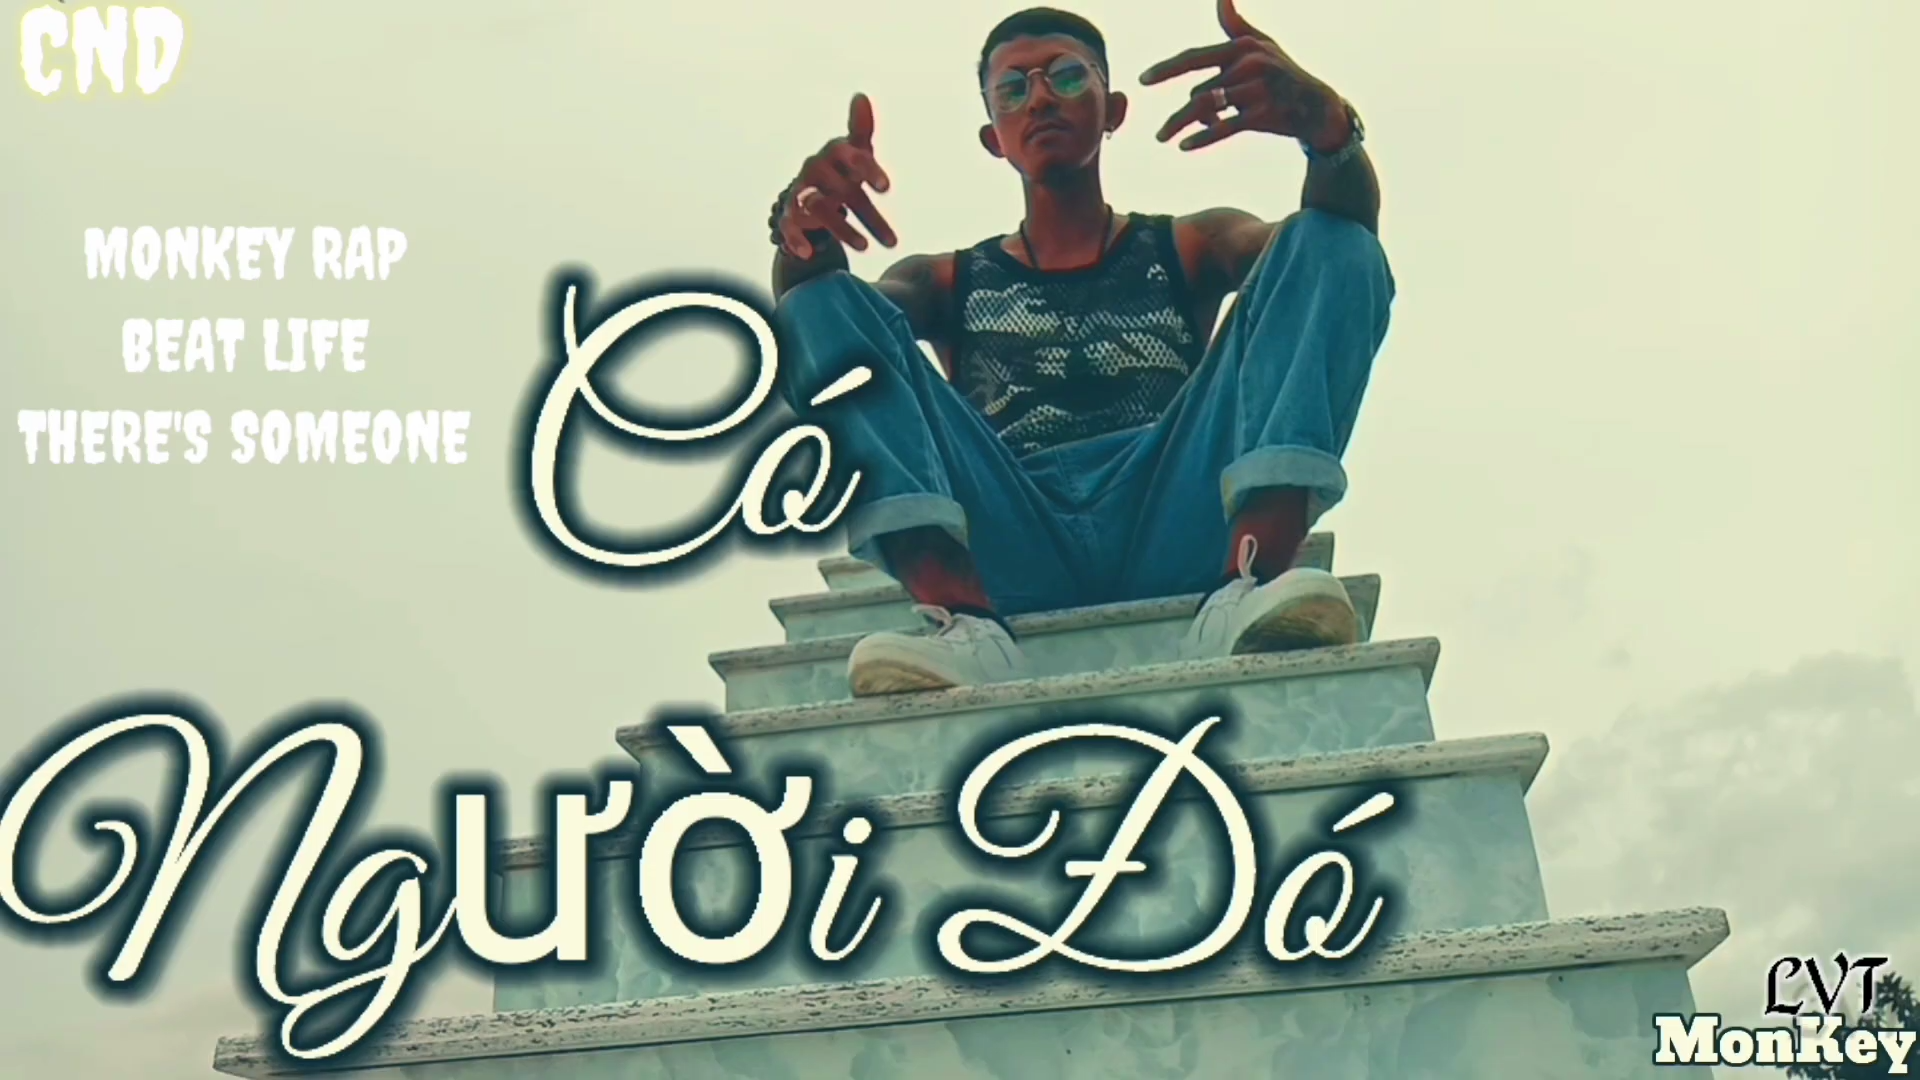 CND
MONKEY RAP
BEAT LIFE
THERE'S SOMEONE
Có
Người Đó
LVT
MonKey